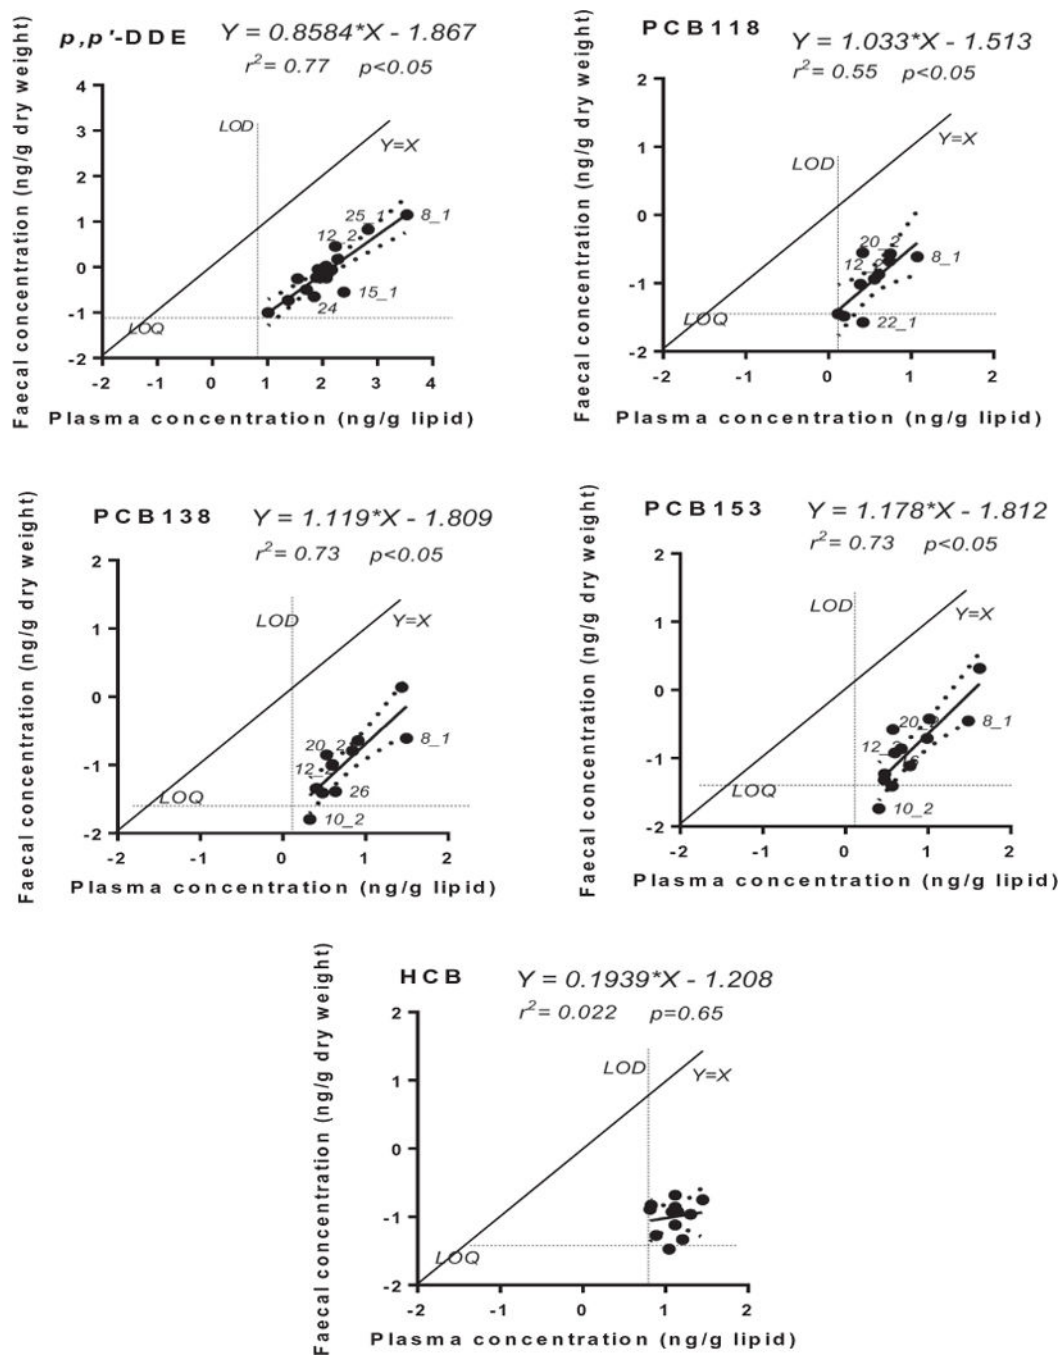 p,p'-DDE Y = 0.8584*X - 1.867
r2= 0.77 p<0.05
Faecal concentration (ng/g dry weight)
4
3
2
1
0
-1
-2
LOD
Y=X
25_1
8_1
12_2
15_1
24
LOQ
-2 -1 0 1 2 3 4
Plasma concentration (ng/g lipid)
PCB118
Y = 1.033*X - 1.513
r2= 0.55 p<0.05
Faecal concentration (ng/g dry weight)
2
1
0
-1
-2
Y=X
LOD
20_2
12_2
8_1
22_1
LOQ
-2 -1 0 1 2
Plasma concentration (ng/g lipid)
PCB138 Y = 1.119*X - 1.809
r2= 0.73 p<0.05
Faecal concentration (ng/g dry weight)
2
1
0
-1
-2
LOD
Y=X
20_2
8_1
12_2
26
LOQ
10_2
-2 -1 0 1 2
Plasma concentration (ng/g lipid)
PCB153 Y = 1.178*X - 1.812
r2= 0.73 p<0.05
Faecal concentration (ng/g dry weight)
2
1
0
-1
-2
LOD
Y=X
20_2
8_1
12_2
LOQ
10_2
-2 -1 0 1 2
Plasma concentration (ng/g lipid)
HCB Y = 0.1939*X - 1.208
r2= 0.022 p=0.65
Faecal concentration (ng/g dry weight)
2
1
0
-1
-2
LOD
Y=X
LOQ
-2 -1 0 1 2
Plasma concentration (ng/g lipid)